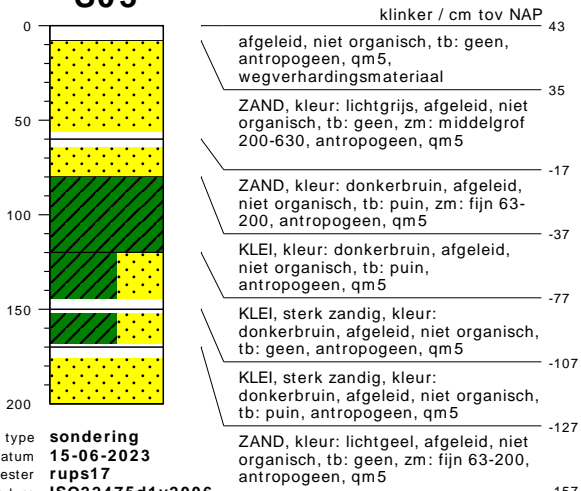 klinker / cm tov NAP
0
43
afgeleid, niet organisch, tb: geen,
antropogeen, qm5,
wegverhardingsmateriaal
35
ZAND, kleur: lichtgrijs, afgeleid, niet
organisch, tb: geen, zm: middelgrof
200-630, antropogeen, qm5
50
-17
ZAND, kleur: donkerbruin, afgeleid,
niet organisch, tb: puin, zm: fijn 63-
200, antropogeen, qm5
100
-37
KLEI, kleur: donkerbruin, afgeleid,
niet organisch, tb: puin,
antropogeen, qm5
-77
150
KLEI, sterk zandig, kleur:
donkerbruin, afgeleid, niet organisch,
tb: geen, antropogeen, qm5
-107
KLEI, sterk zandig, kleur:
donkerbruin, afgeleid, niet organisch,
tb: puin, antropogeen, qm5
200
-127
ZAND, kleur: lichtgeel, afgeleid, niet
organisch, tb: geen, zm: fijn 63-200,
antropogeen, qm5
-157
type sondering
atum 15-06-2023
ester rups17